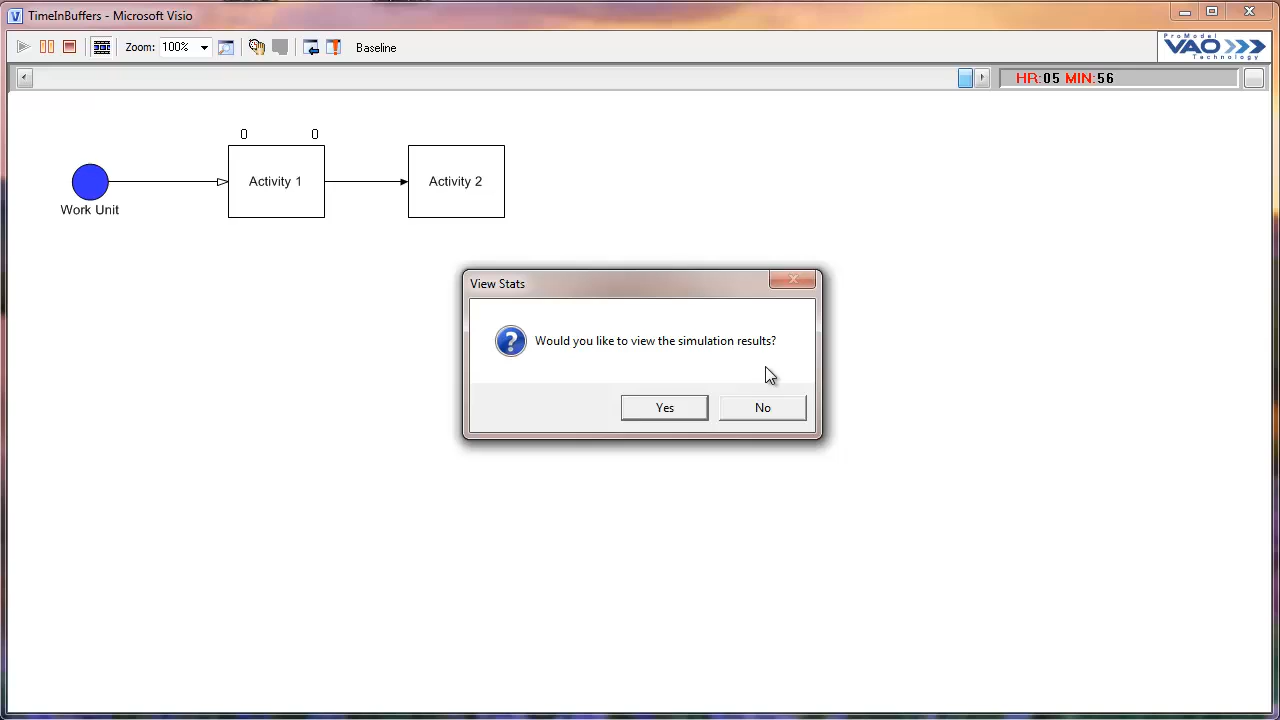 TimeInBuffers - Microsoft Visio
Zoom: 100% Baseline
ProModel
VAO
Technology
HR:05 MIN:56
0 0
Activity 1 Activity 2
Work Unit
View Stats
Would you like to view the simulation results?
Yes No